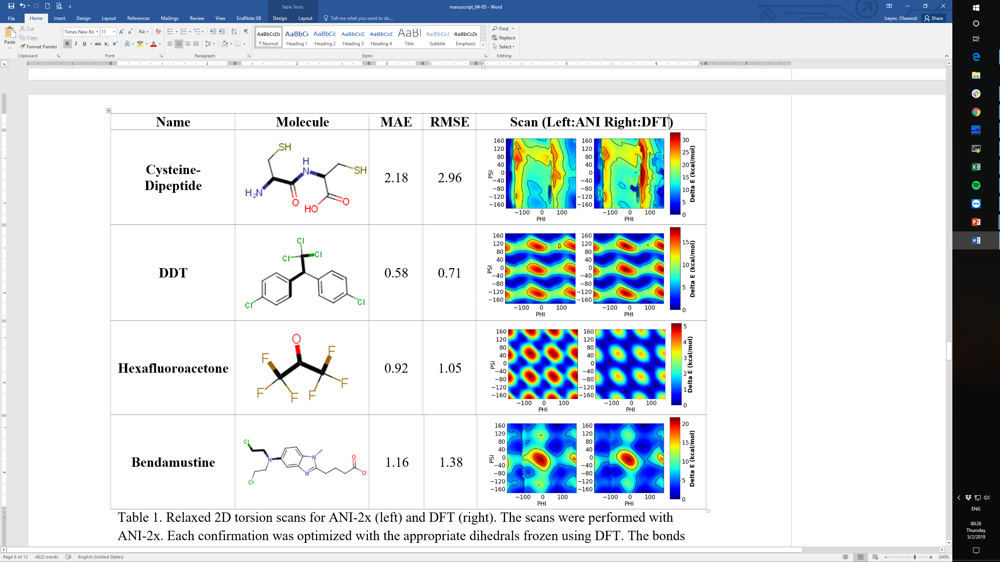 Table Tools
manuscript_04-05 - Word
File Home Insert Design Layout References Mailings Review View EndNote X8 Design Layout Tell me what you want to do... Isayev, Olexandr Share
Paste
Cut
Copy
Format Painter
Clipboard
Times New Ro 11
Font
Paragraph
AaBbCcDc AaBbCc AaBbCc AaBbCcD AaBbCcL AaBl AaBbCcL AaBbCcDc
¶ Normal Heading 1 Heading 2 Heading 3 Heading 4 Title Subtitle Emphasis
Styles
Find
Replace
Select
Editing
1 1 2 3 5 6 7
Name Molecule MAE RMSE Scan (Left:ANI Right:DFT)
Cysteine-
Dipeptide
SH
H
N
SH
H₂N
O
HO
O
2.18 2.96
160 120 80 40 0 −40 −80 −120 −160
PSI
−100 0 100
PHI
160 120 80 40 0 −40 −80 −120 −160
−100 0 100
PHI
30 25 20 15 10 5 0
Delta E (kcal/mol)
DDT
Cl
Cl Cl
Cl Cl
0.58 0.71
160 120 80 40 0 −40 −80 −120 −160
PSI
−100 0 100
PHI
160 120 80 40 0 −40 −80 −120 −160
−100 0 100
PHI
15 10 5 0
Delta E (kcal/mol)
Hexafluoroacetone
O
F F
F F F F
0.92 1.05
160 120 80 40 0 −40 −80 −120 −160
PSI
−100 0 100
PHI
160 120 80 40 0 −40 −80 −120 −160
−100 0 100
PHI
5 4 3 2 1 0
Delta E (kcal/mol)
Bendamustine
Cl
N N O
N O
Cl
1.16 1.38
160 120 80 40 0 −40 −80 −120 −160
PSI
−100 0 100
PHI
160 120 80 40 0 −40 −80 −120 −160
−100 0 100
PHI
20 15 10 5 0
Delta E (kcal/mol)
Table 1. Relaxed 2D torsion scans for ANI-2x (left) and DFT (right). The scans were performed with
ANI-2x. Each confirmation was optimized with the appropriate dihedrals frozen using DFT. The bonds
Page 8 of 12 4822 words English (United States) 240%
ENG
00:26
Thursday
5/2/2019